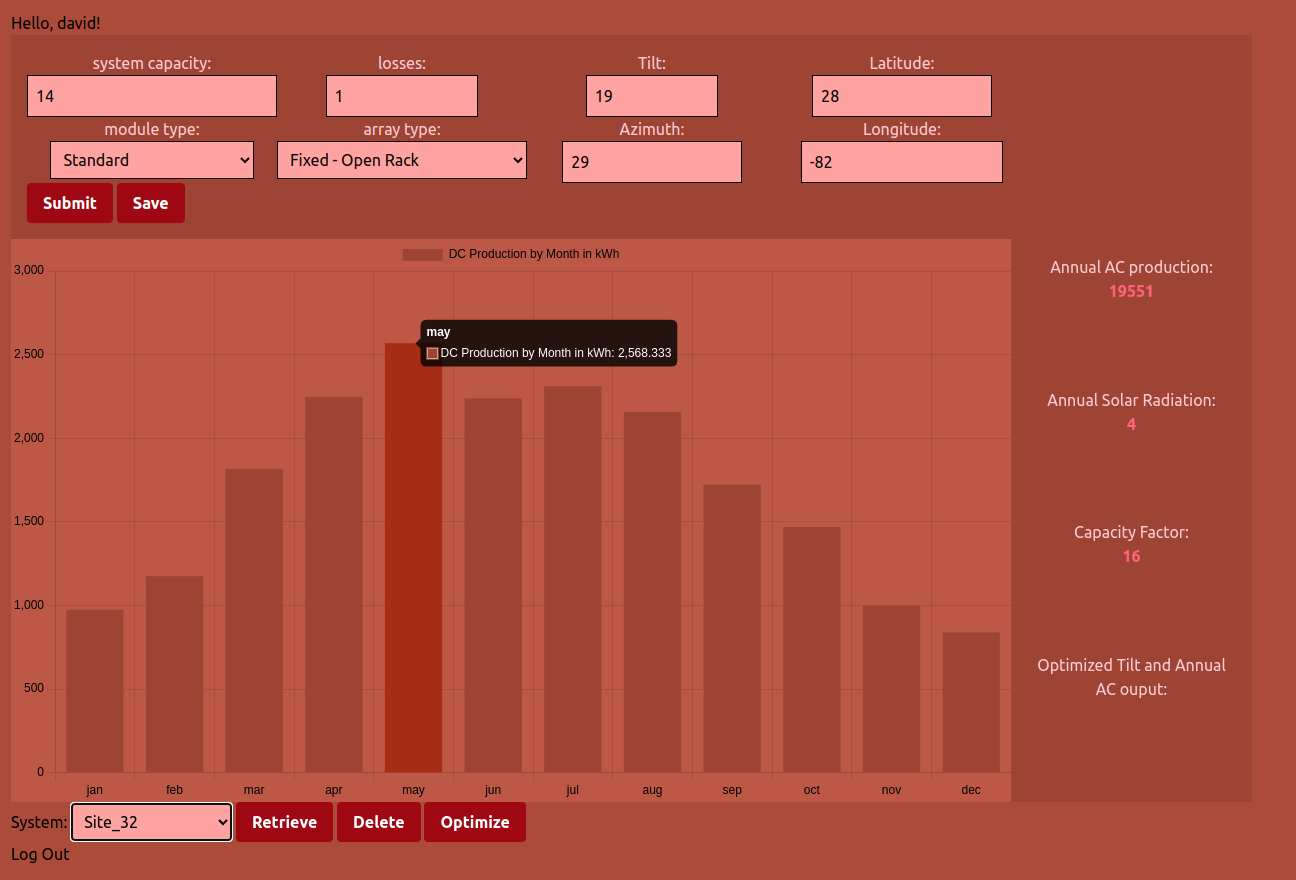 Hello, david!
system capacity: losses: Tilt: Latitude:
14 1 19 28
module type: array type: Azimuth: Longitude:
Standard Fixed - Open Rack 29 -82
Submit Save
DC Production by Month in kWh
3,000
2,500
2,000
1,500
1,000
500
0
may
DC Production by Month in kWh: 2,568.333
jan feb mar apr may jun jul aug sep oct nov dec
Annual AC production:
19551
Annual Solar Radiation:
4
Capacity Factor:
16
Optimized Tilt and Annual
AC ouput:
System: Site_32 Retrieve Delete Optimize
Log Out